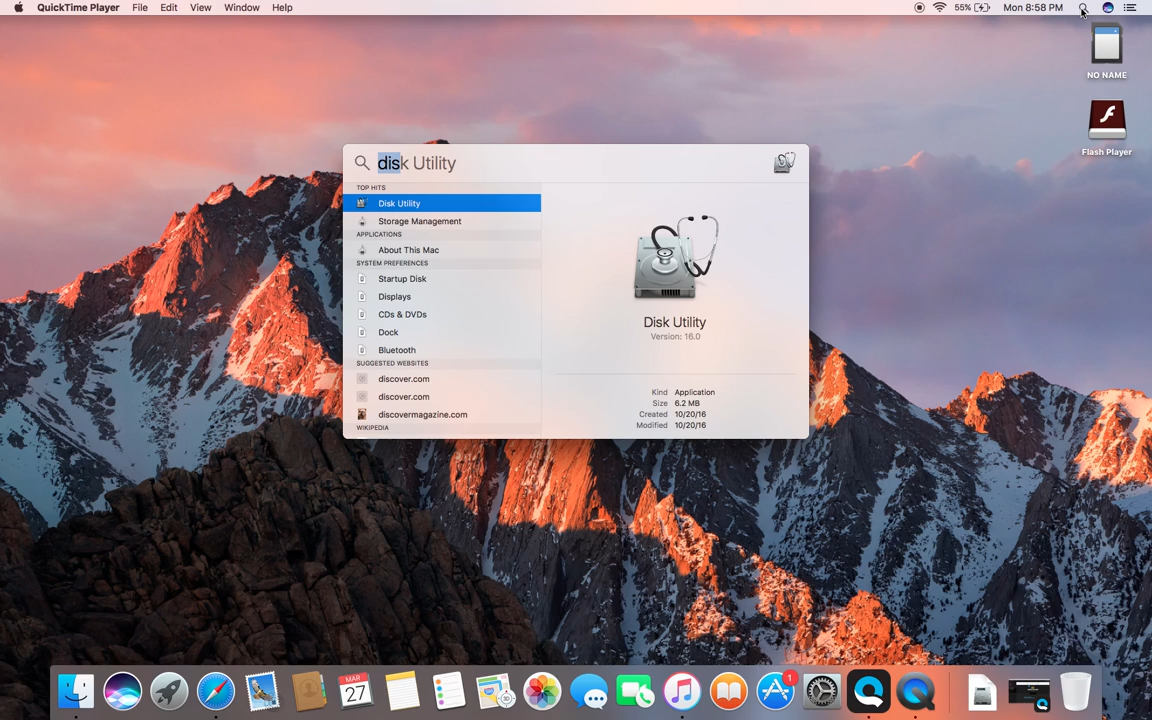 QuickTime Player File Edit View Window Help 55% Mon 8:58 PM
NO NAME
Flash Player
disk Utility
TOP HITS
Disk Utility
Storage Management
APPLICATIONS
About This Mac
SYSTEM PREFERENCES
Startup Disk
Displays
CDs & DVDs
Dock
Bluetooth
SUGGESTED WEBSITES
discover.com
discover.com
discovermagazine.com
WIKIPEDIA
Disk Utility
Version: 16.0
Kind Application
Size 6.2 MB
Created 10/20/16
Modified 10/20/16
MAR
27
1